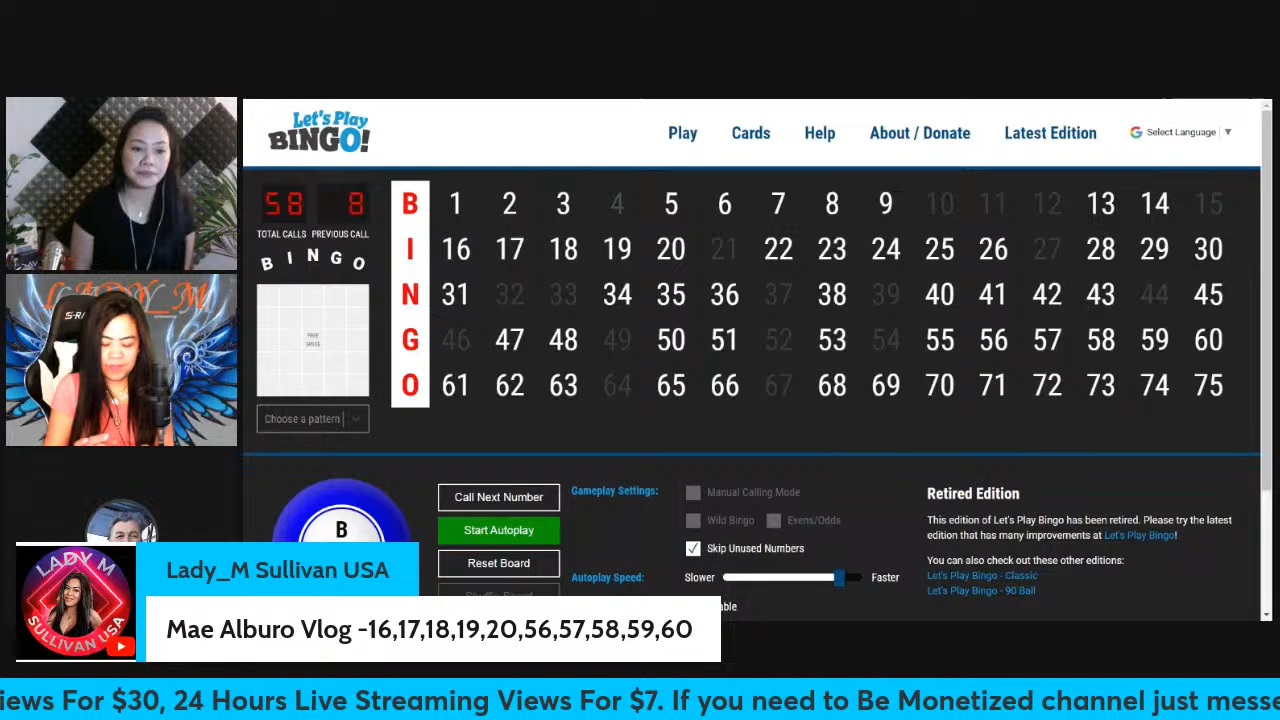 LADY_M
S-RA
Let's Play
BINGO!
Play Cards Help About / Donate Latest Edition
G Select Language ▼
58 8
TOTAL CALLS PREVIOUS CALL
B I N G O
FREE
SPACE
Choose a pattern
B 1 2 3 4 5 6 7 8 9 10 11 12 13 14 15
I 16 17 18 19 20 21 22 23 24 25 26 27 28 29 30
N 31 32 33 34 35 36 37 38 39 40 41 42 43 44 45
G 46 47 48 49 50 51 52 53 54 55 56 57 58 59 60
O 61 62 63 64 65 66 67 68 69 70 71 72 73 74 75
B
Call Next Number
Start Autoplay
Reset Board
Shuffle Board
Gameplay Settings:
Manual Calling Mode
Wild Bingo Evens/Odds
Skip Unused Numbers
Autoplay Speed:
Slower Faster
Retired Edition
This edition of Let's Play Bingo has been retired. Please try the latest
edition that has many improvements at Let's Play Bingo!
You can also check out these other editions:
Let's Play Bingo - Classic
Let's Play Bingo - 90 Ball
LADY M
SULLIVAN USA
Lady_M Sullivan USA
Mae Alburo Vlog -16,17,18,19,20,56,57,58,59,60
iews For $30, 24 Hours Live Streaming Views For $7. If you need to Be Monetized channel just messe